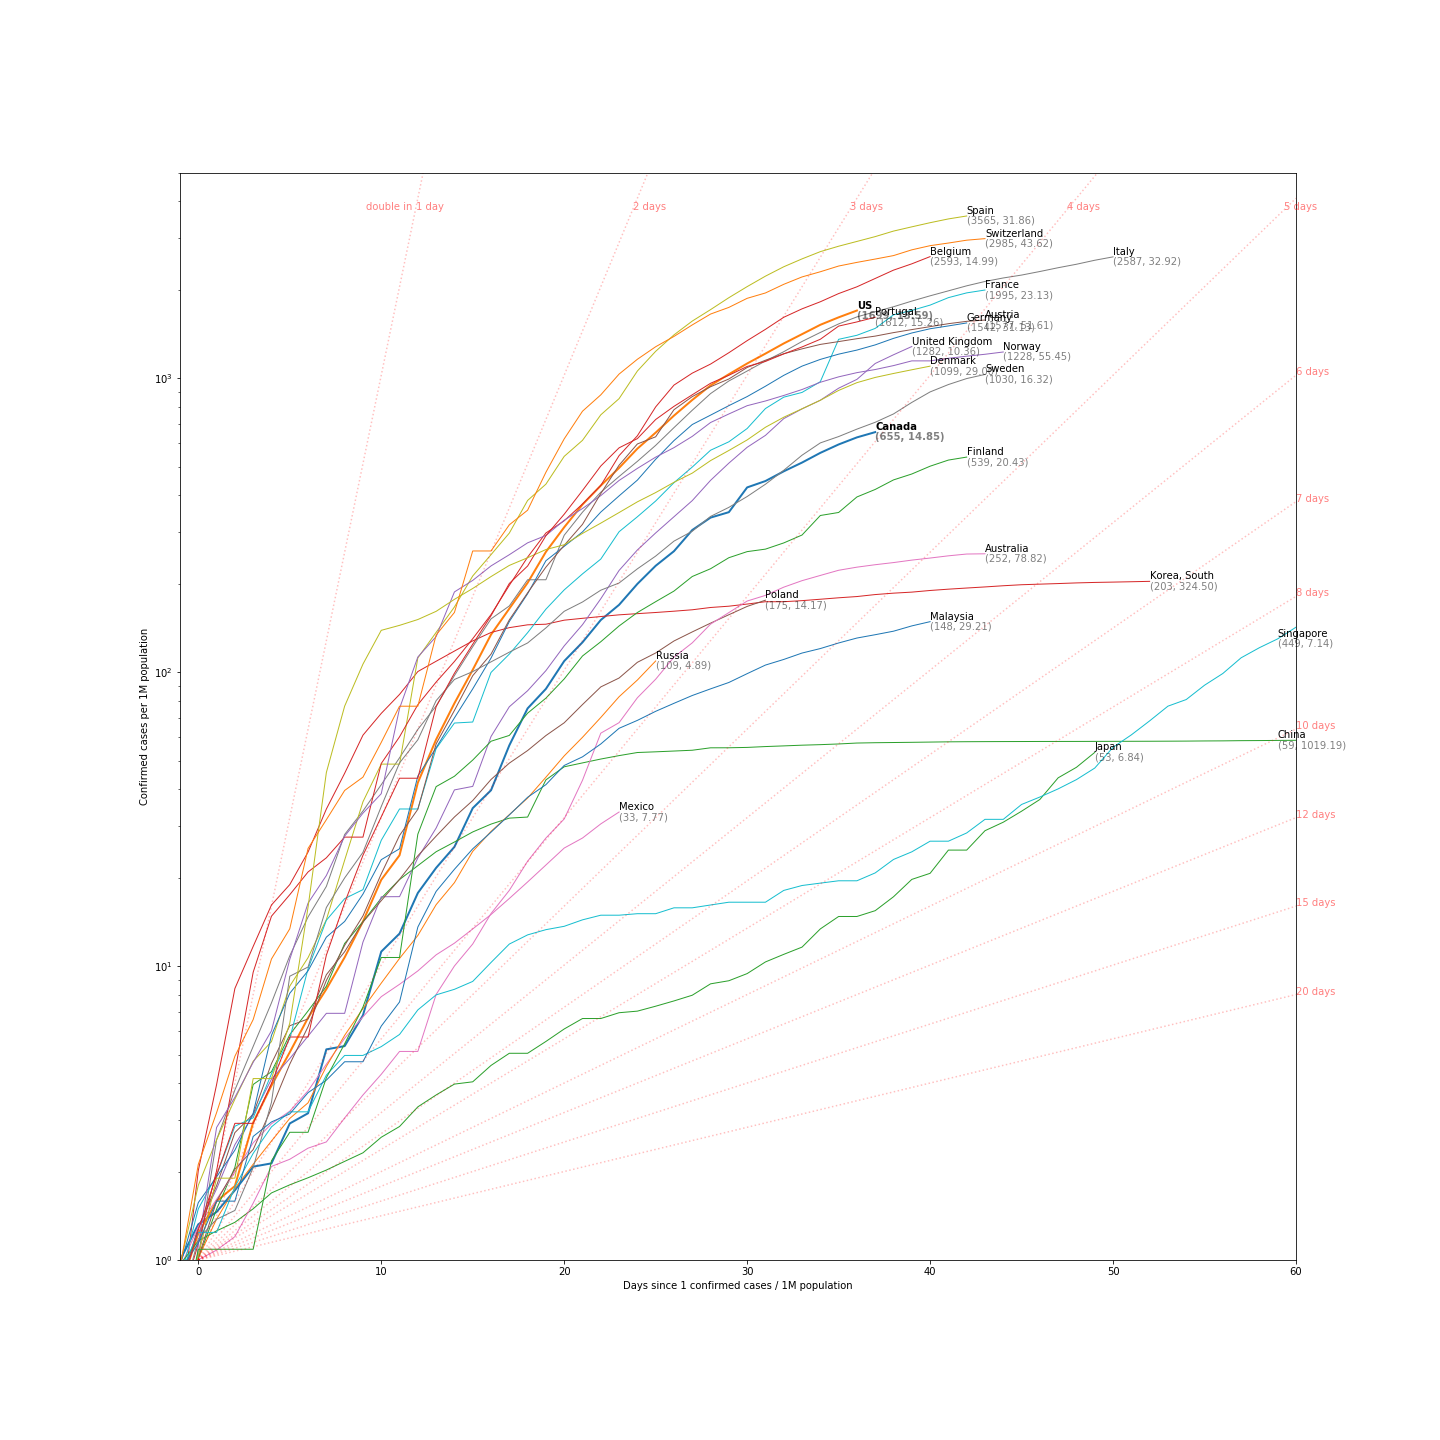 double in 1 day
2 days
3 days
4 days
5 days
Spain
(3565, 31.86)
Switzerland
(2985, 43.62)
Belgium
(2593, 14.99)
Italy
(2587, 32.92)
France
(1995, 23.13)
US
Portugal
(1612, 15.26)
Germany
Austria
United Kingdom
(1282, 10.36)
Norway
(1228, 55.45)
Denmark
Sweden
(1030, 16.32)
6 days
Canada
(655, 14.85)
Finland
(539, 20.43)
7 days
Australia
(252, 78.82)
Korea, South
(203, 324.50)
8 days
Poland
(175, 14.17)
Malaysia
(148, 29.21)
Singapore
(449, 7.14)
Russia
(109, 4.89)
10 days
China
(59, 1019.19)
Japan
(53, 6.84)
Mexico
(33, 7.77)
12 days
15 days
20 days
Confirmed cases per 1M population
10³
10²
10¹
10⁰
0 10 20 30 40 50 60
Days since 1 confirmed cases / 1M population